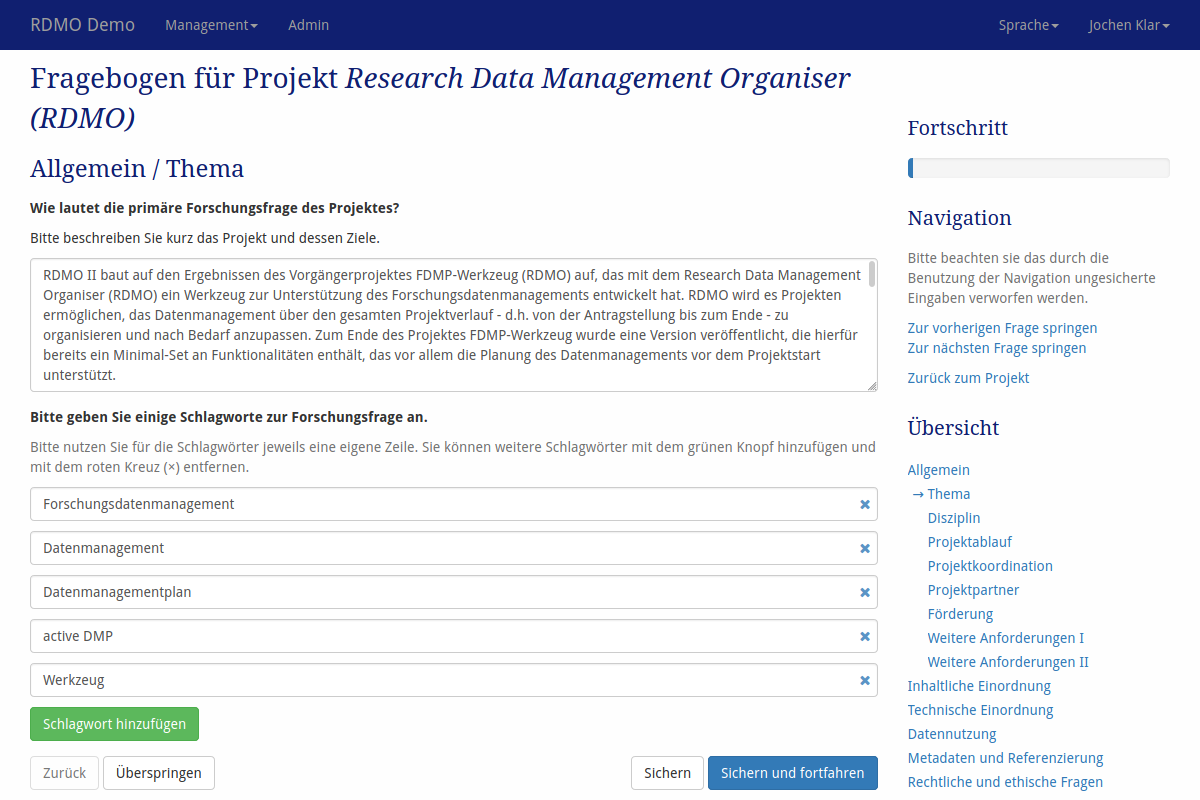 RDMO Demo Management Admin Sprache Jochen Klar
Fragebogen für Projekt Research Data Management Organiser
(RDMO)
Allgemein / Thema
Wie lautet die primäre Forschungsfrage des Projektes?
Bitte beschreiben Sie kurz das Projekt und dessen Ziele.
RDMO II baut auf den Ergebnissen des Vorgängerprojektes FDMP-Werkzeug (RDMO) auf, das mit dem Research Data Management
Organiser (RDMO) ein Werkzeug zur Unterstützung des Forschungsdatenmanagements entwickelt hat. RDMO wird es Projekten
ermöglichen, das Datenmanagement über den gesamten Projektverlauf - d.h. von der Antragstellung bis zum Ende - zu
organisieren und nach Bedarf anzupassen. Zum Ende des Projektes FDMP-Werkzeug wurde eine Version veröffentlicht, die hierfür
bereits ein Minimal-Set an Funktionalitäten enthält, das vor allem die Planung des Datenmanagements vor dem Projektstart
unterstützt.
Bitte geben Sie einige Schlagworte zur Forschungsfrage an.
Bitte nutzen Sie für die Schlagwörter jeweils eine eigene Zeile. Sie können weitere Schlagwörter mit dem grünen Knopf hinzufügen und
mit dem roten Kreuz (×) entfernen.
Forschungsdatenmanagement
Datenmanagement
Datenmanagementplan
active DMP
Werkzeug
Schlagwort hinzufügen
Zurück Überspringen Sichern Sichern und fortfahren
Fortschritt
Navigation
Bitte beachten sie das durch die
Benutzung der Navigation ungesicherte
Eingaben verworfen werden.
Zur vorherigen Frage springen
Zur nächsten Frage springen
Zurück zum Projekt
Übersicht
Allgemein
→ Thema
Disziplin
Projektablauf
Projektkoordination
Projektpartner
Förderung
Weitere Anforderungen I
Weitere Anforderungen II
Inhaltliche Einordnung
Technische Einordnung
Datennutzung
Metadaten und Referenzierung
Rechtliche und ethische Fragen